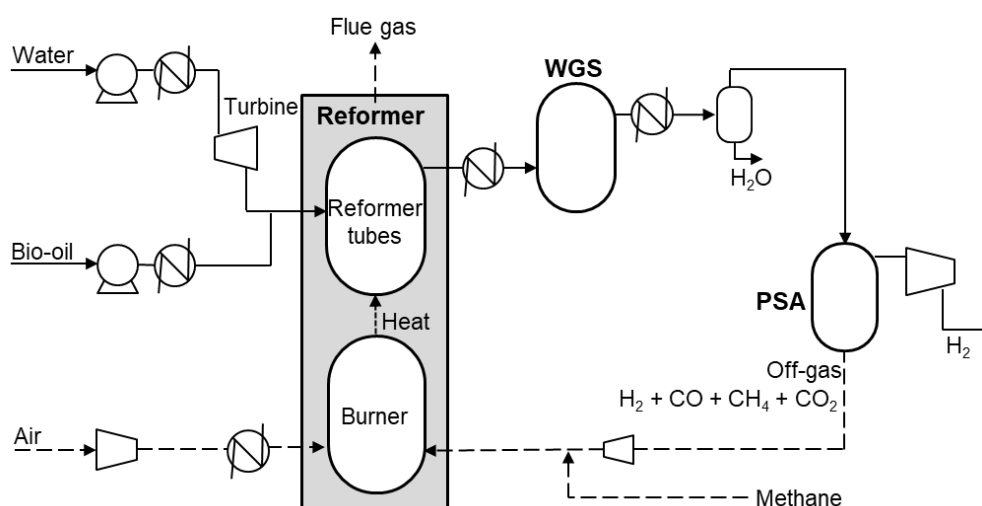 Flue gas
Water
WGS
Turbine
Reformer
H₂O
Reformer
tubes
Bio-oil
PSA
Heat
H₂
Off-gas
H₂ + CO + CH₄ + CO₂
Burner
Air
Methane